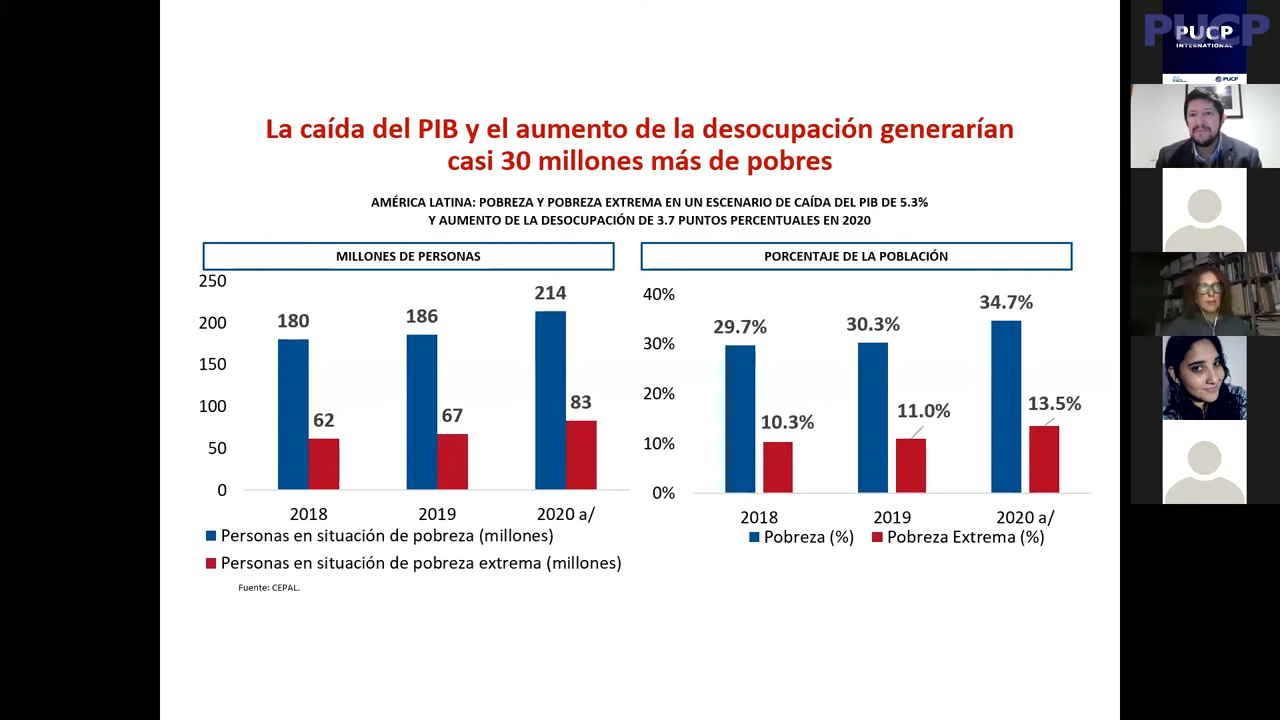 La caída del PIB y el aumento de la desocupación generarían
casi 30 millones más de pobres
AMÉRICA LATINA: POBREZA Y POBREZA EXTREMA EN UN ESCENARIO DE CAÍDA DEL PIB DE 5.3%
Y AUMENTO DE LA DESOCUPACIÓN DE 3.7 PUNTOS PERCENTUALES EN 2020
MILLONES DE PERSONAS
250
200
150
100
50
0
180
62
186
67
214
83
2018
2019
2020 a/
Personas en situación de pobreza (millones)
Personas en situación de pobreza extrema (millones)
Fuente: CEPAL.
PORCENTAJE DE LA POBLACIÓN
40%
30%
20%
10%
0%
29.7%
10.3%
30.3%
11.0%
34.7%
13.5%
2018
2019
2020 a/
Pobreza (%)
Pobreza Extrema (%)
PUCP
PUCP
INTERNATIONAL
PUCP